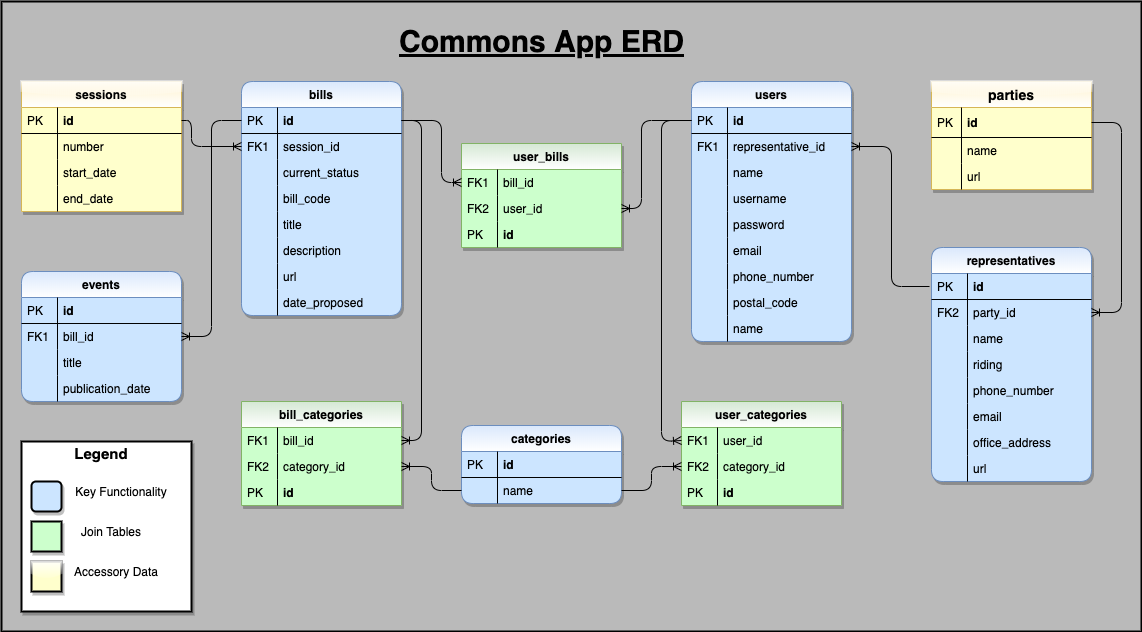 Commons App ERD
sessions
PK id
number
start_date
end_date
bills
PK id
FK1 session_id
current_status
bill_code
title
description
url
date_proposed
user_bills
FK1 bill_id
FK2 user_id
PK id
users
PK id
FK1 representative_id
name
username
password
email
phone_number
postal_code
name
parties
PK id
name
url
events
PK id
FK1 bill_id
title
publication_date
representatives
PK id
FK2 party_id
name
riding
phone_number
email
office_address
url
bill_categories
FK1 bill_id
FK2 category_id
PK id
categories
PK id
name
user_categories
FK1 user_id
FK2 category_id
PK id
Legend
Key Functionality
Join Tables
Accessory Data